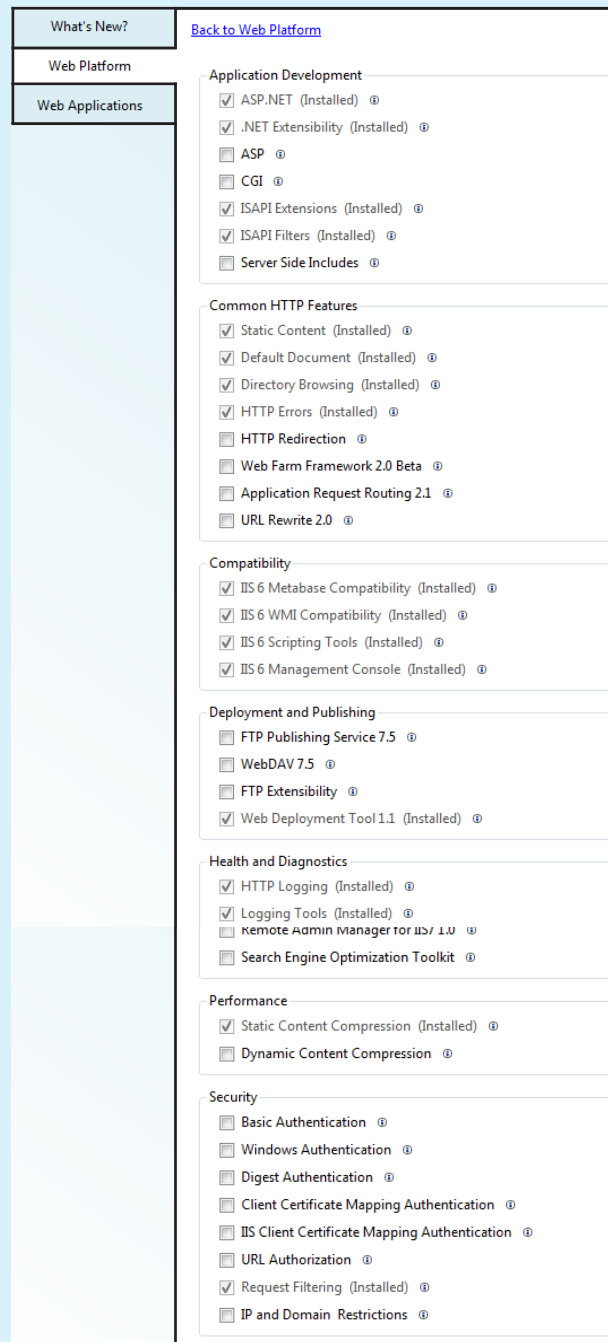 What's New?
Back to Web Platform
Web Platform
Web Applications
Application Development
ASP.NET (Installed)
.NET Extensibility (Installed)
ASP
CGI
ISAPI Extensions (Installed)
ISAPI Filters (Installed)
Server Side Includes
Common HTTP Features
Static Content (Installed)
Default Document (Installed)
Directory Browsing (Installed)
HTTP Errors (Installed)
HTTP Redirection
Web Farm Framework 2.0 Beta
Application Request Routing 2.1
URL Rewrite 2.0
Compatibility
IIS 6 Metabase Compatibility (Installed)
IIS 6 WMI Compatibility (Installed)
IIS 6 Scripting Tools (Installed)
IIS 6 Management Console (Installed)
Deployment and Publishing
FTP Publishing Service 7.5
WebDAV 7.5
FTP Extensibility
Web Deployment Tool 1.1 (Installed)
Health and Diagnostics
HTTP Logging (Installed)
Logging Tools (Installed)
Remote Admin Manager for IIS7 1.0
Search Engine Optimization Toolkit
Performance
Static Content Compression (Installed)
Dynamic Content Compression
Security
Basic Authentication
Windows Authentication
Digest Authentication
Client Certificate Mapping Authentication
IIS Client Certificate Mapping Authentication
URL Authorization
Request Filtering (Installed)
IP and Domain Restrictions